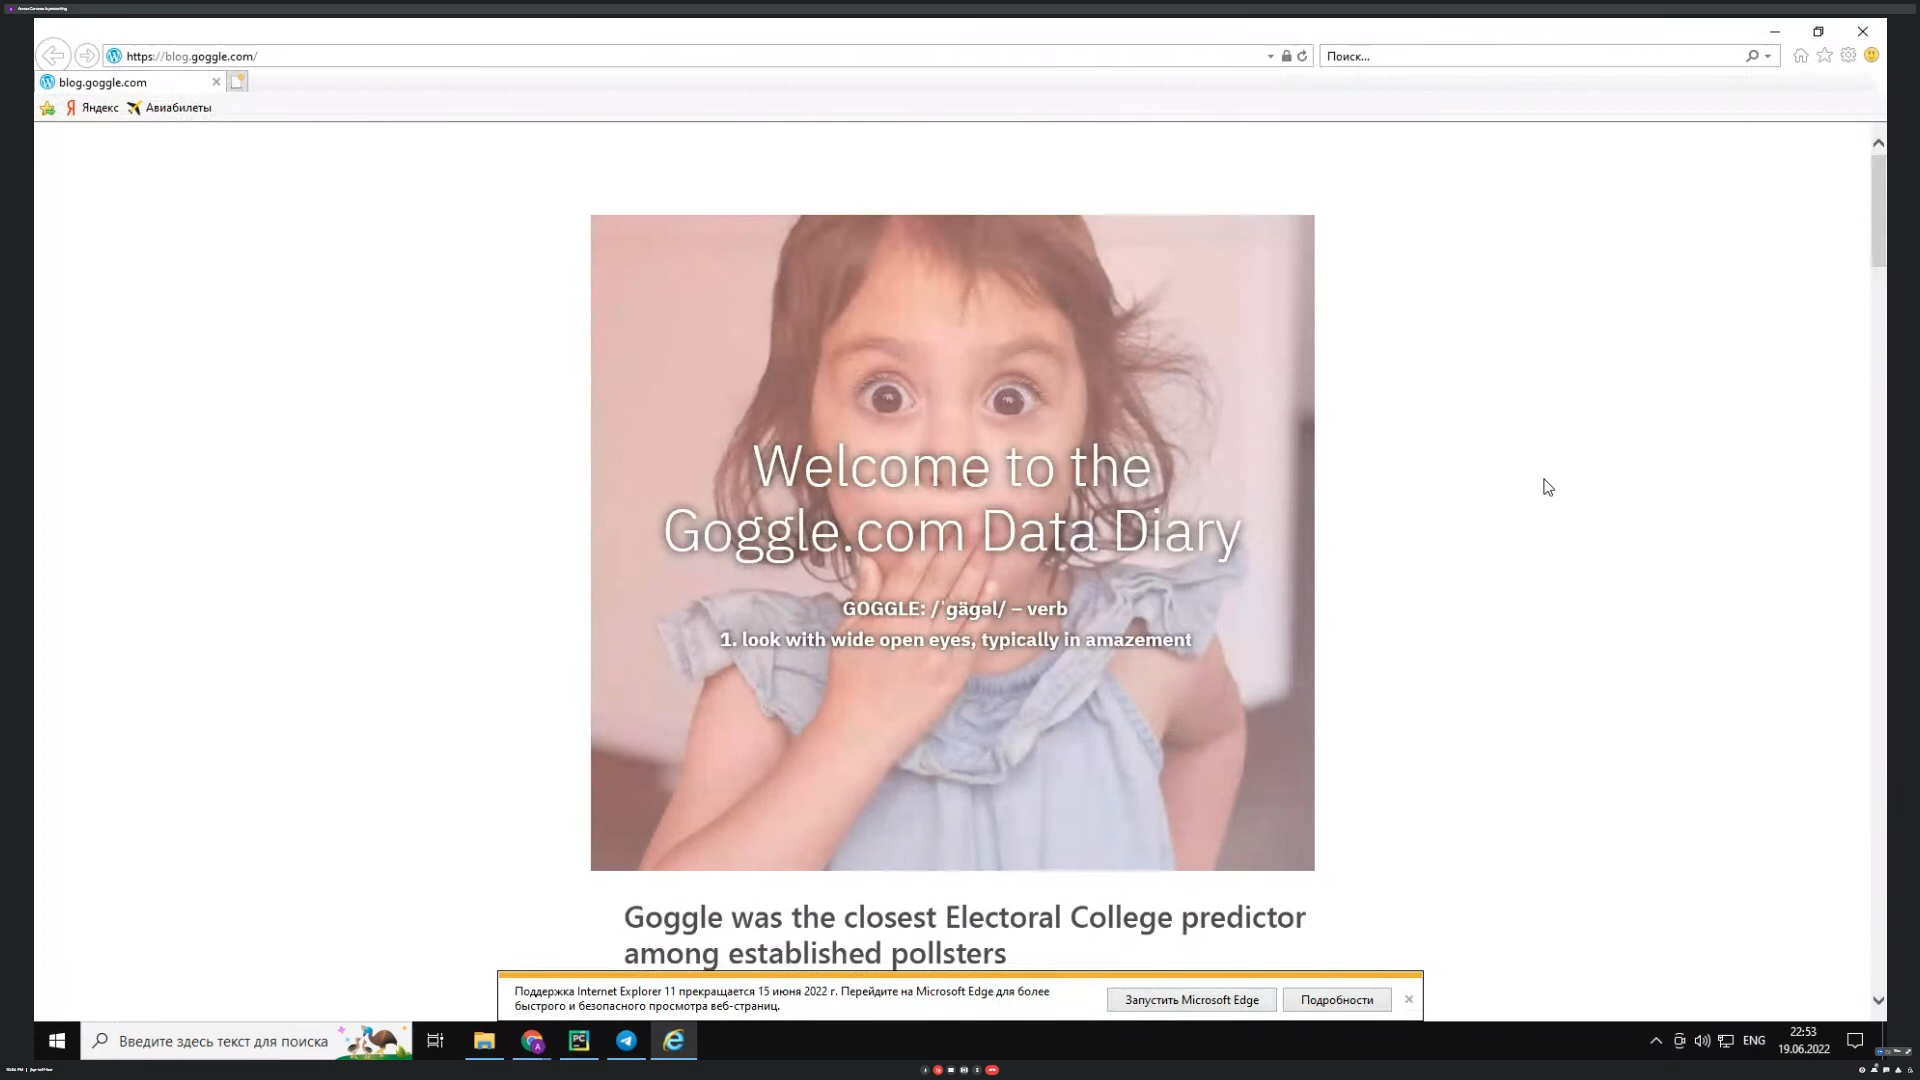 https://blog.goggle.com/
Поиск...
blog.goggle.com
Яндекс
Авиабилеты
Welcome to the
Goggle.com Data Diary
GOGGLE: /ˈgägəl/ – verb
1. look with wide open eyes, typically in amazement
Goggle was the closest Electoral College predictor
among established pollsters
Поддержка Internet Explorer 11 прекращается 15 июня 2022 г. Перейдите на Microsoft Edge для более
быстрого и безопасного просмотра веб-страниц.
Запустить Microsoft Edge
Подробности
Введите здесь текст для поиска
PC
ENG
22:53
19.06.2022